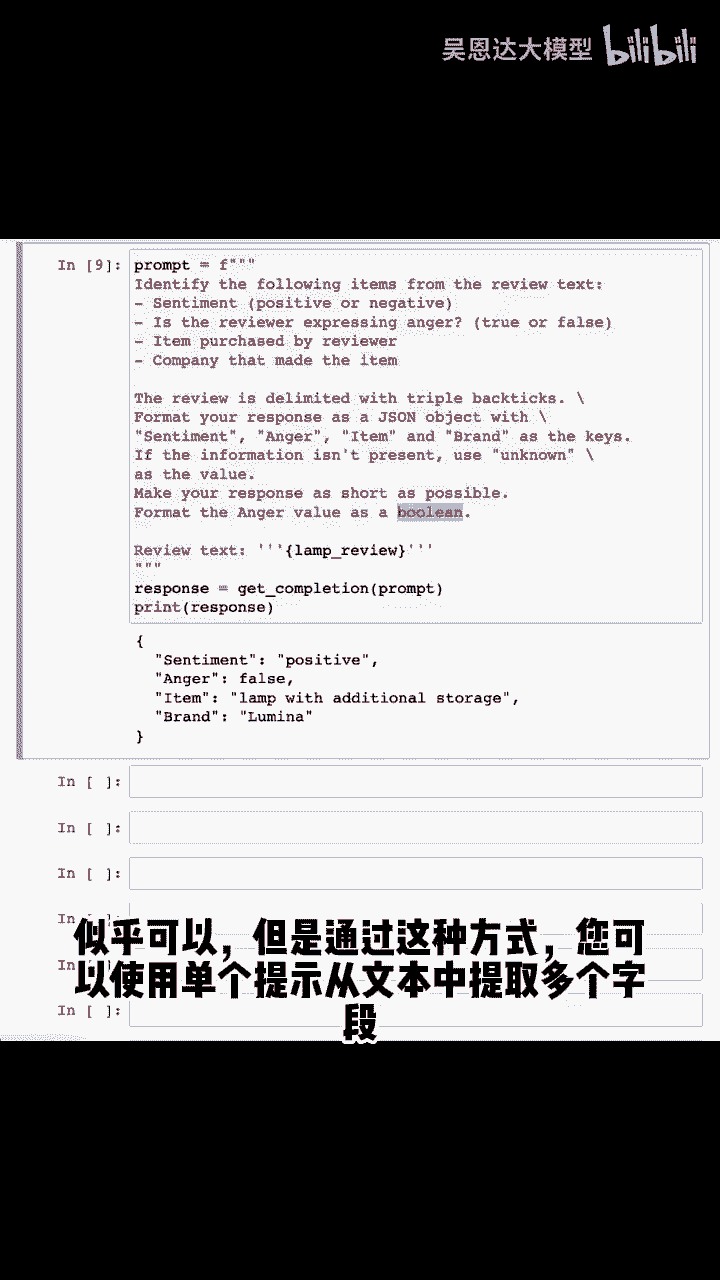 吴恩达大模型 bilibili
In [9]: prompt = f"""
Identify the following items from the review text:
- Sentiment (positive or negative)
- Is the reviewer expressing anger? (true or false)
- Item purchased by reviewer
- Company that made the item
The review is delimited with triple backticks. \
Format your response as a JSON object with \
"Sentiment", "Anger", "Item" and "Brand" as the keys.
If the information isn't present, use "unknown" \
as the value.
Make your response as short as possible.
Format the Anger value as a boolean.
Review text: '''{lamp_review}'''
"""
response = get_completion(prompt)
print(response)
{
"Sentiment": "positive",
"Anger": false,
"Item": "lamp with additional storage",
"Brand": "Lumina"
}
In [ ]:
In [ ]:
In [ ]:
In [ ]:
In [ ]:
In [ ]:
似乎可以，但是通过这种方式，您可
以使用单个提示从文本中提取多个字
段